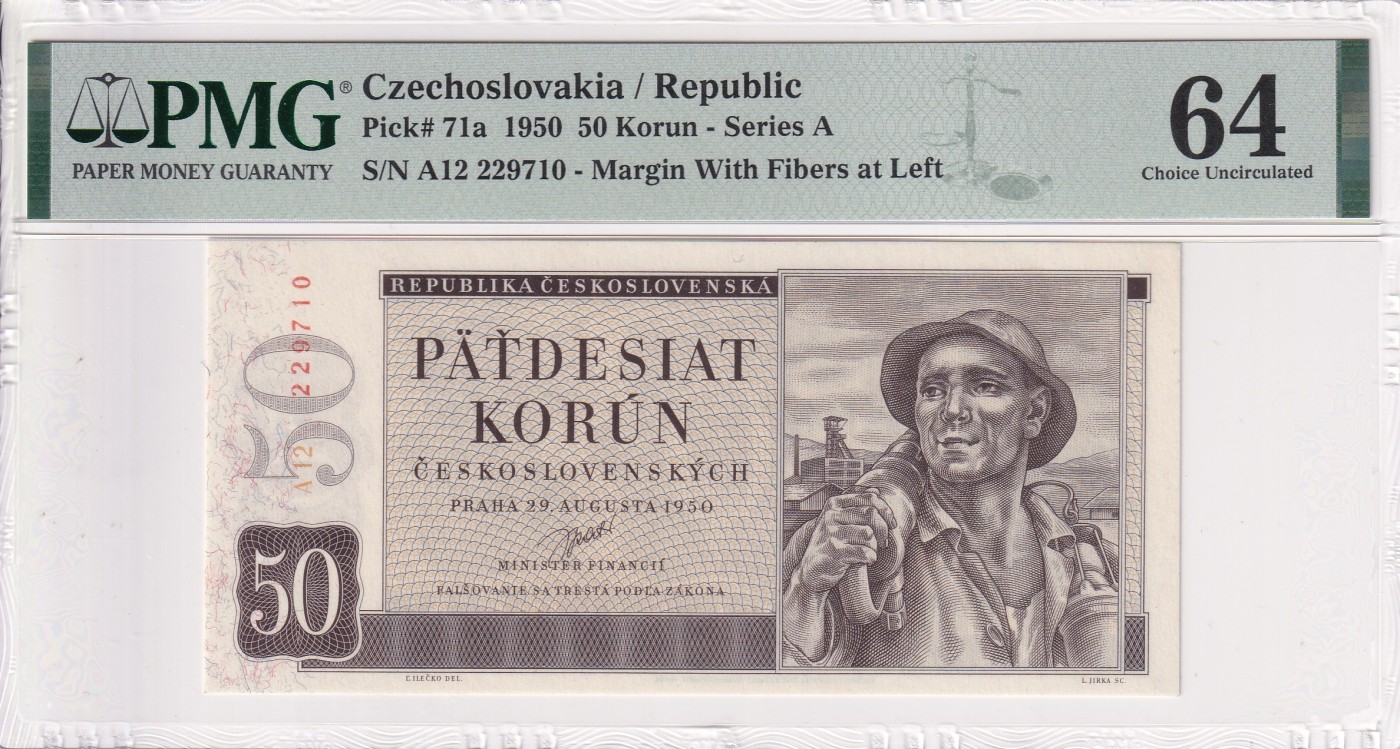 PMG®
PAPER MONEY GUARANTY
Czechoslovakia / Republic
Pick# 71a 1950 50 Korun - Series A
S/N A12 229710 - Margin With Fibers at Left
64
Choice Uncirculated
REPUBLIKA ČESKOSLOVENSKÁ
PÄŤDESIAT
KORÚN
ČESKOSLOVENSKÝCH
PRAHA 29. AUGUSTA 1950
MINISTER FINANCIÍ
FALŠOVANIE SA TRESTÁ PODĽA ZÁKONA
A12 229710
50
50
ILEČKO DEL.
L. JIRKA SC.